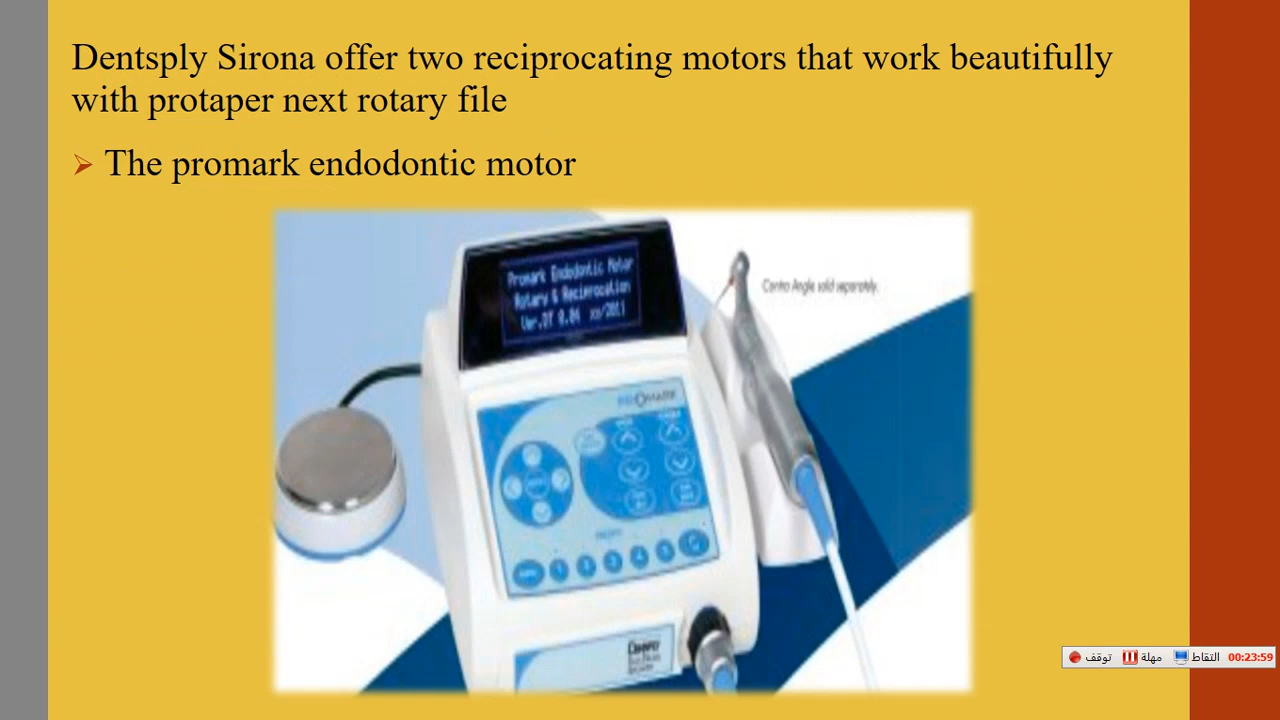 Dentsply Sirona offer two reciprocating motors that work beautifully
with protaper next rotary file
The promark endodontic motor
Promark Endodontic Motor
Rotary & Reciprocation
Contra Angle sold separately.
توقف مهلة التقاط 00:23:59